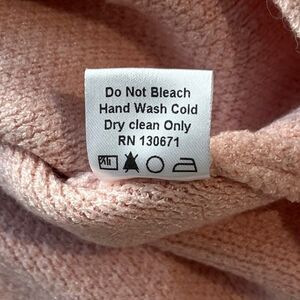 Do Not Bleach
Hand Wash Cold
Dry clean Only
RN 130671